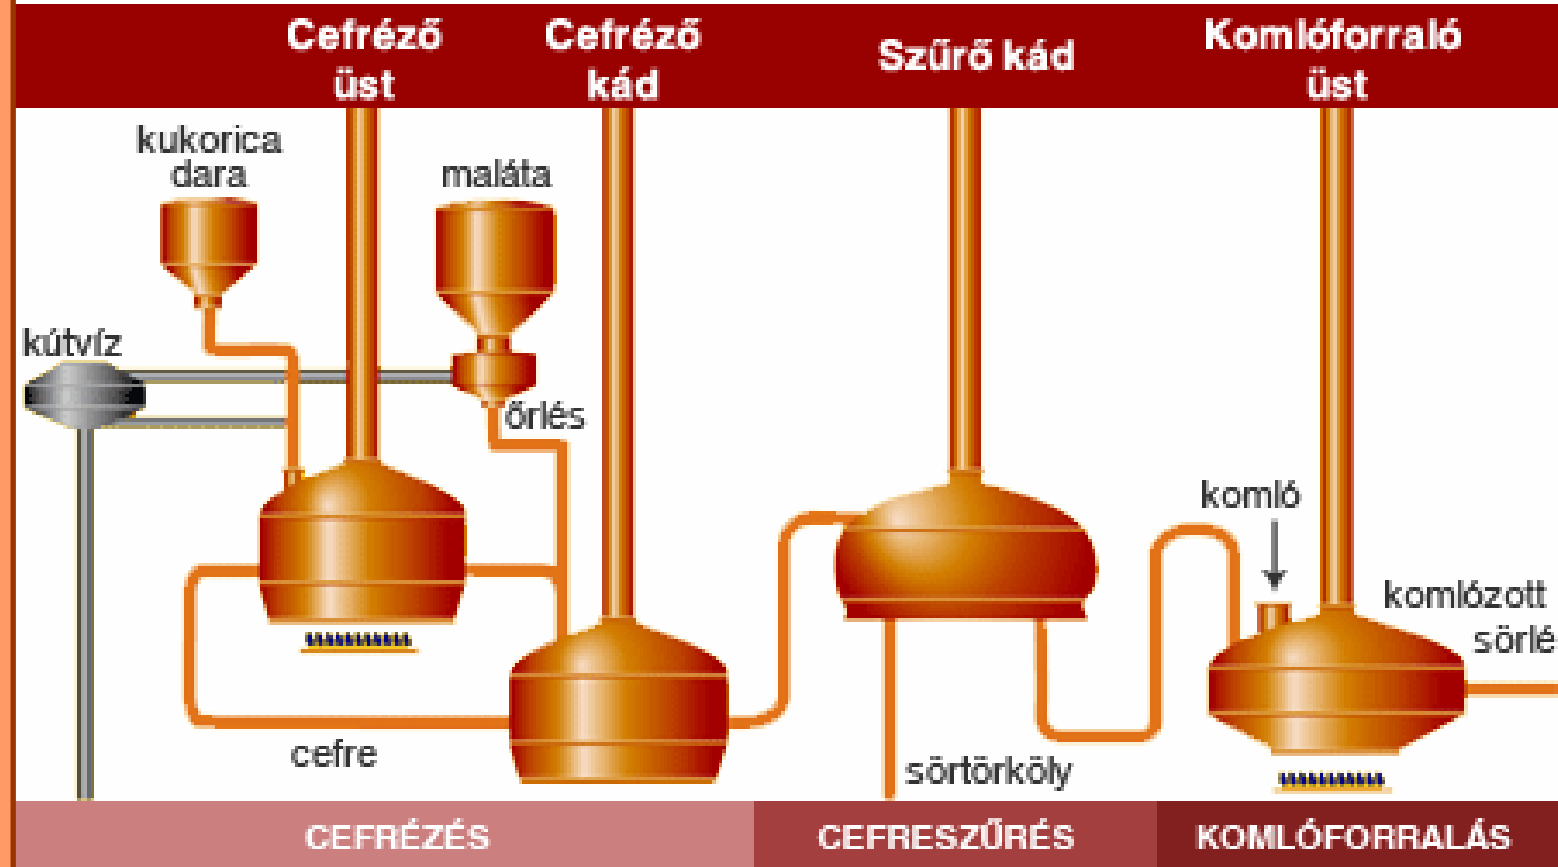 Cefréző
üst
Cefréző
kád
Szűrő kád
Komlóforraló
üst
kukorica
dara
maláta
kútvíz
őrlés
komló
komlózott
sörlé
cefre
sörtörköly
CEFRÉZÉS
CEFRESZŰRÉS
KOMLÓFORRALÁS